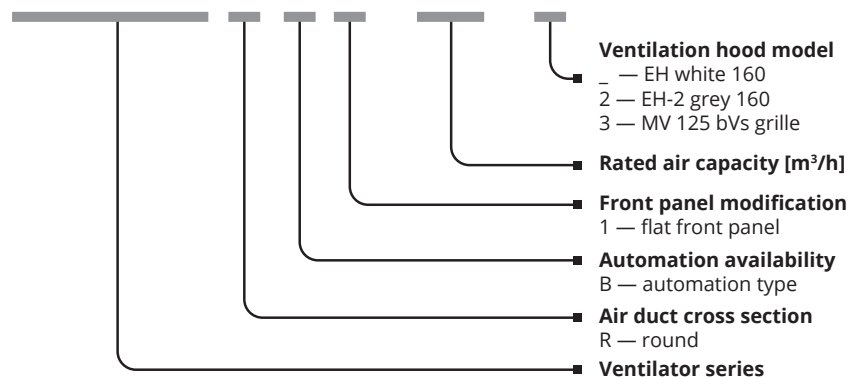 Ventilation hood model
_ — EH white 160
2 — EH-2 grey 160
3 — MV 125 bVs grille
Rated air capacity [m³/h]
Front panel modification
1 — flat front panel
Automation availability
B — automation type
Air duct cross section
R — round
Ventilator series